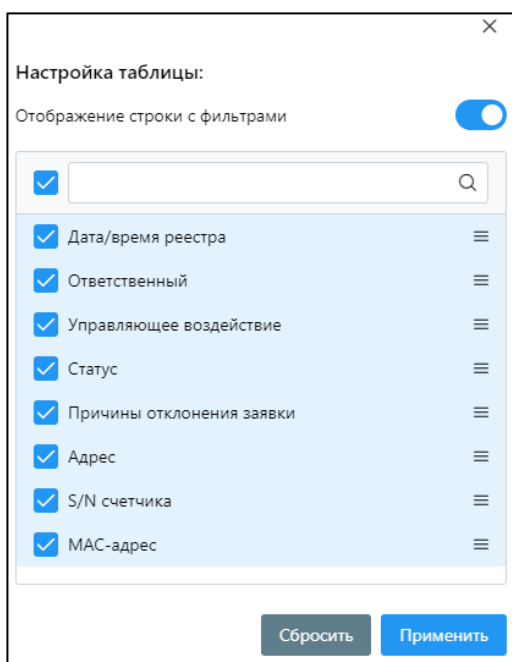 Настройка таблицы:
Отображение строки с фильтрами
Дата/время реестра
Ответственный
Управляющее воздействие
Статус
Причины отклонения заявки
Адрес
S/N счетчика
MAC-адрес
Сбросить Применить